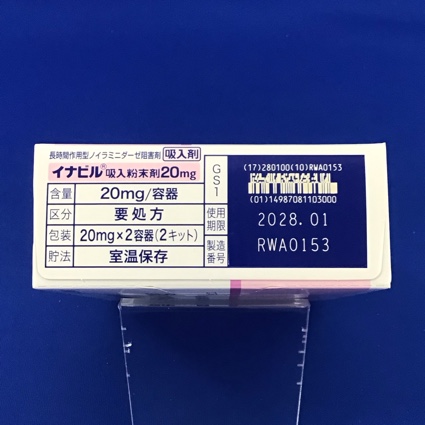 長時間作用型ノイラミニダーゼ阻害剤 吸入剤
イナビル® 吸入粉末剤20mg
含量 20mg/容器
区分 要処方
包装 20mg×2容器(2キット)
貯法 室温保存
GS1
使用期限
製造番号
(17)280100(10)RWA0153
(01)14987081103000
2028.01
RWA0153